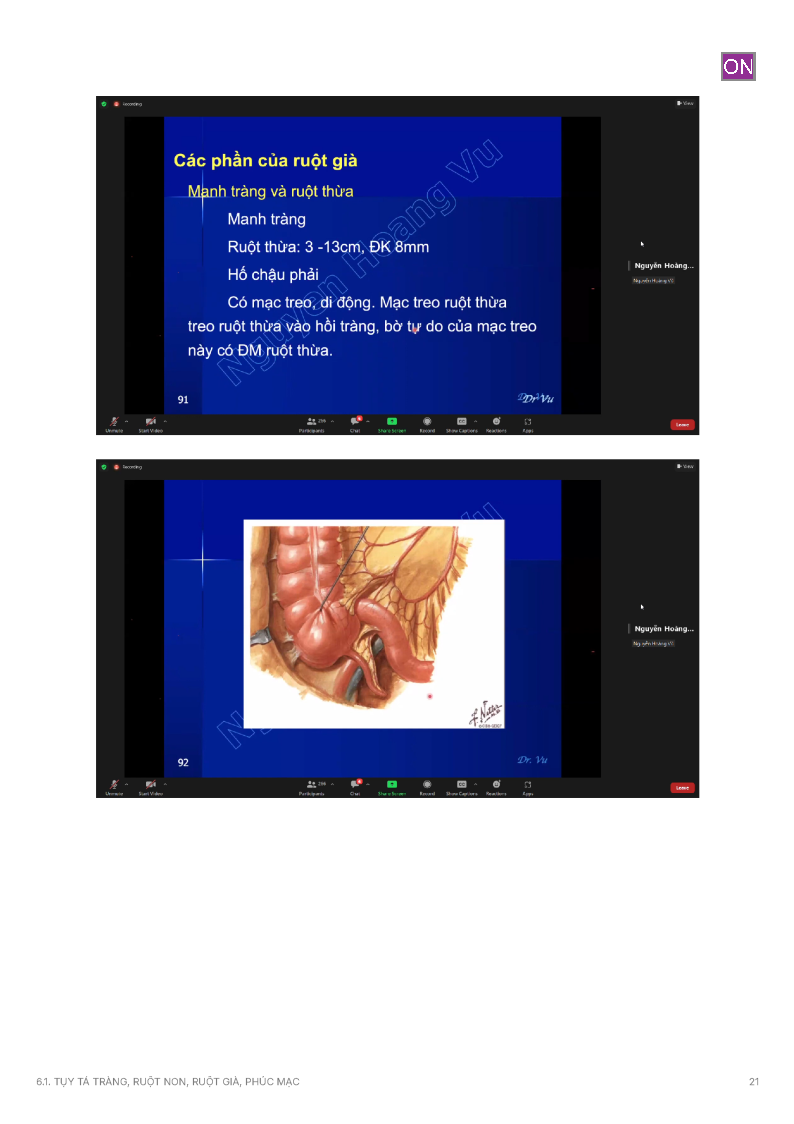 ON
Recording
View
Các phần của ruột già
Manh tràng và ruột thừa
Manh tràng
Ruột thừa: 3 -13cm, ĐK 8mm
Hố chậu phải
Có mạc treo, di động. Mạc treo ruột thừa
treo ruột thừa vào hồi tràng, bờ tự do của mạc treo
này có ĐM ruột thừa.
Nguyen Hoang Vu
Nguyễn Hoàng...
Nguyễn Hoàng Vũ
91
Dr. Vu
Unmute Start Video Participants Chat Share Screen Record Show Captions Reactions Apps Leave
Recording
View
Nguyễn Hoàng...
Nguyễn Hoàng Vũ
F. Netter
92
Dr. Vu
Unmute Start Video Participants Chat Share Screen Record Show Captions Reactions Apps Leave
6.1. TỤY TÁ TRÀNG, RUỘT NON, RUỘT GIÀ, PHÚC MẠC 21